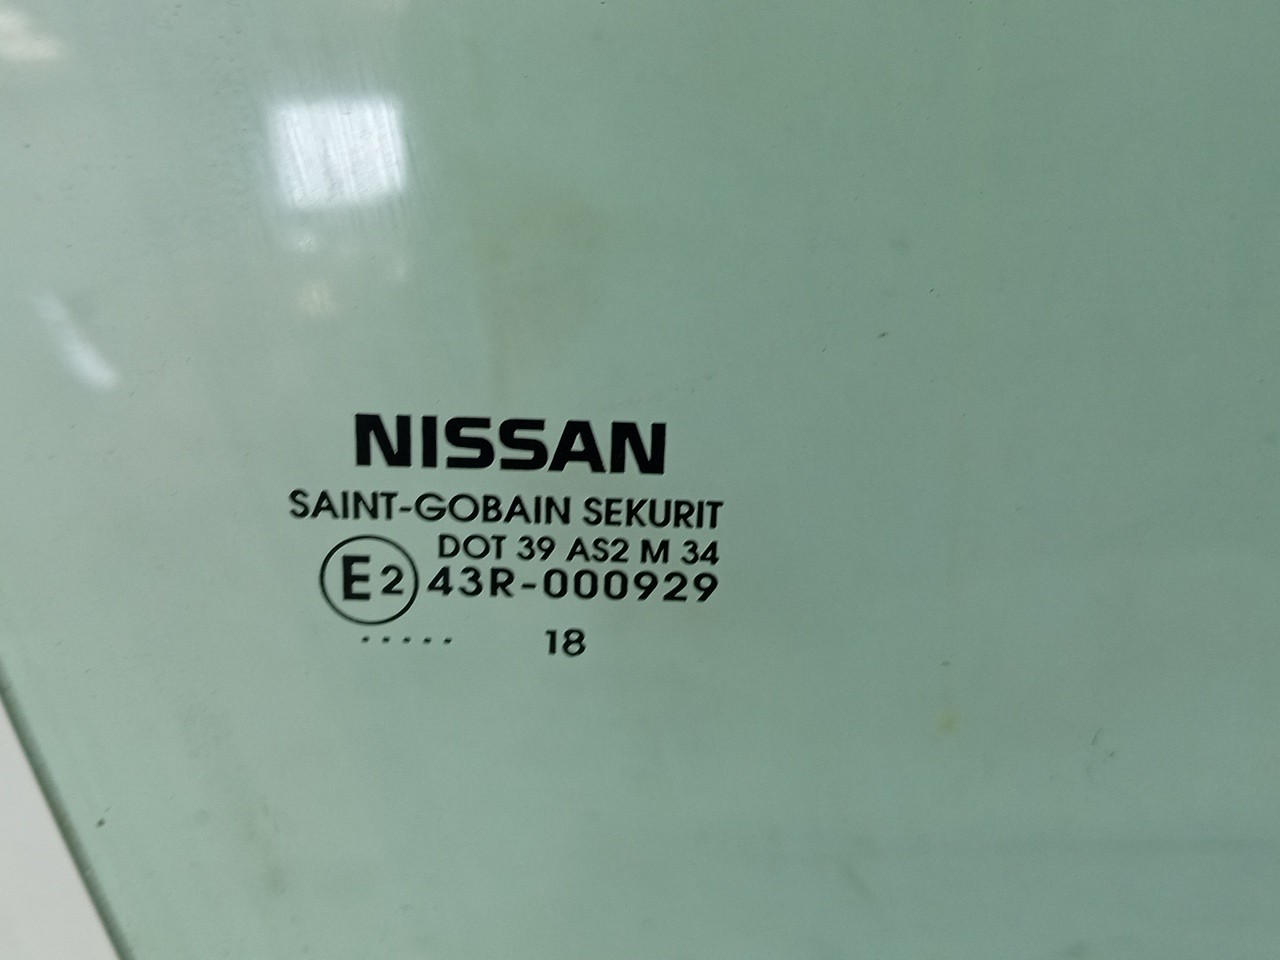 NISSAN
SAINT-GOBAIN SEKURIT
DOT 39 AS2 M 34
E2 43R-000929
..... 18